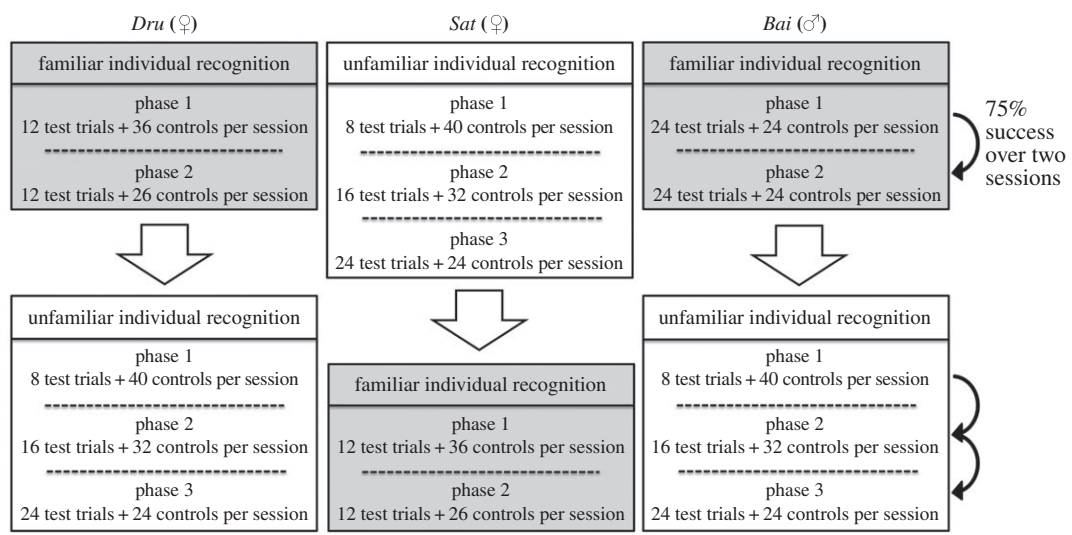 Dru (♀)
familiar individual recognition
phase 1
12 test trials + 36 controls per session
phase 2
12 test trials + 26 controls per session
unfamiliar individual recognition
phase 1
8 test trials + 40 controls per session
phase 2
16 test trials + 32 controls per session
phase 3
24 test trials + 24 controls per session
Sat (♀)
unfamiliar individual recognition
phase 1
8 test trials + 40 controls per session
phase 2
16 test trials + 32 controls per session
phase 3
24 test trials + 24 controls per session
familiar individual recognition
phase 1
12 test trials + 36 controls per session
phase 2
12 test trials + 26 controls per session
Bai (♂)
familiar individual recognition
phase 1
24 test trials + 24 controls per session
phase 2
24 test trials + 24 controls per session
75%
success
over two
sessions
unfamiliar individual recognition
phase 1
8 test trials + 40 controls per session
phase 2
16 test trials + 32 controls per session
phase 3
24 test trials + 24 controls per session